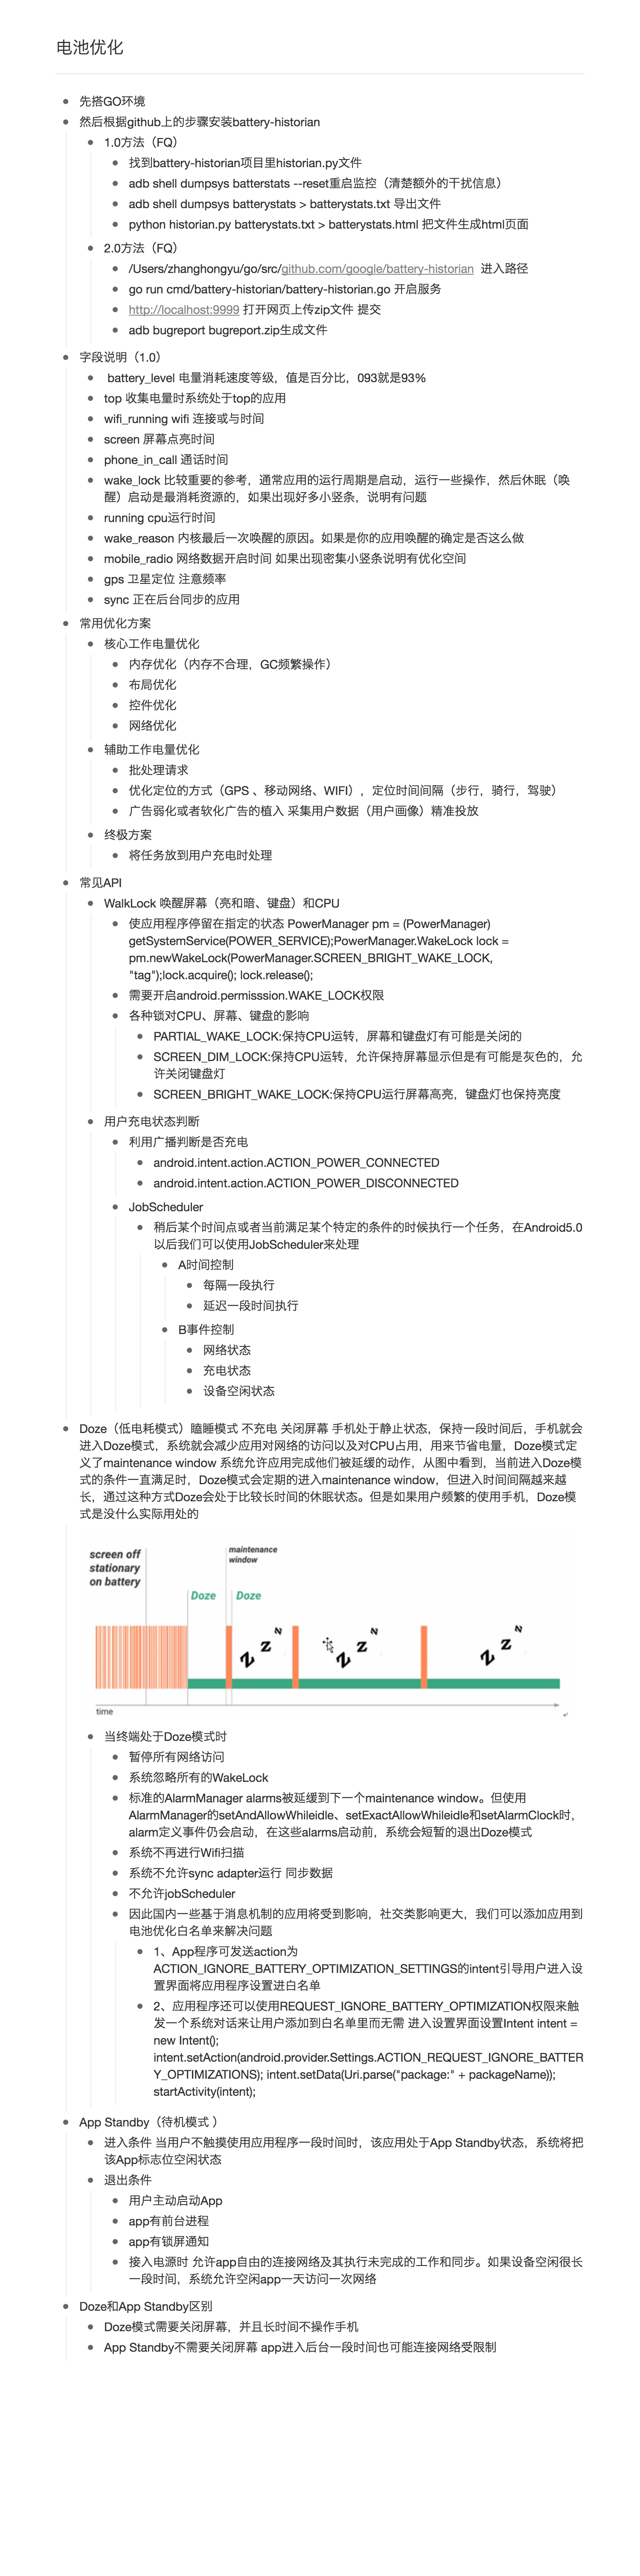 电池优化
先搭GO环境
然后根据github上的步骤安装battery-historian
1.0方法（FQ）
找到battery-historian项目里historian.py文件
adb shell dumpsys batterstats --reset重启监控（清楚额外的干扰信息）
adb shell dumpsys batterystats > batterystats.txt 导出文件
python historian.py batterystats.txt > batterystats.html 把文件生成html页面
2.0方法（FQ）
/Users/zhanghongyu/go/src/github.com/google/battery-historian 进入路径
go run cmd/battery-historian/battery-historian.go 开启服务
http://localhost:9999 打开网页上传zip文件 提交
adb bugreport bugreport.zip生成文件
字段说明（1.0）
battery_level 电量消耗速度等级，值是百分比，093就是93%
top 收集电量时系统处于top的应用
wifi_running wifi 连接或与时间
screen 屏幕点亮时间
phone_in_call 通话时间
wake_lock 比较重要的参考，通常应用的运行周期是启动，运行一些操作，然后休眠（唤
醒）启动是最消耗资源的，如果出现好多小竖条，说明有问题
running cpu运行时间
wake_reason 内核最后一次唤醒的原因。如果是你的应用唤醒的确定是否这么做
mobile_radio 网络数据开启时间 如果出现密集小竖条说明有优化空间
gps 卫星定位 注意频率
sync 正在后台同步的应用
常用优化方案
核心工作电量优化
内存优化（内存不合理，GC频繁操作）
布局优化
控件优化
网络优化
辅助工作电量优化
批处理请求
优化定位的方式（GPS 、移动网络、WIFI），定位时间间隔（步行，骑行，驾驶）
广告弱化或者软化广告的植入 采集用户数据（用户画像）精准投放
终极方案
将任务放到用户充电时处理
常见API
WalkLock 唤醒屏幕（亮和暗、键盘）和CPU
使应用程序停留在指定的状态 PowerManager pm = (PowerManager)
getSystemService(POWER_SERVICE);PowerManager.WakeLock lock =
pm.newWakeLock(PowerManager.SCREEN_BRIGHT_WAKE_LOCK,
"tag");lock.acquire(); lock.release();
需要开启android.permisssion.WAKE_LOCK权限
各种锁对CPU、屏幕、键盘的影响
PARTIAL_WAKE_LOCK:保持CPU运转，屏幕和键盘灯有可能是关闭的
SCREEN_DIM_LOCK:保持CPU运转，允许保持屏幕显示但是有可能是灰色的，允
许关闭键盘灯
SCREEN_BRIGHT_WAKE_LOCK:保持CPU运行屏幕高亮，键盘灯也保持亮度
用户充电状态判断
利用广播判断是否充电
android.intent.action.ACTION_POWER_CONNECTED
android.intent.action.ACTION_POWER_DISCONNECTED
JobScheduler
稍后某个时间点或者当前满足某个特定的条件的时候执行一个任务，在Android5.0
以后我们可以使用JobScheduler来处理
A时间控制
每隔一段执行
延迟一段时间执行
B事件控制
网络状态
充电状态
设备空闲状态
Doze（低电耗模式）瞌睡模式 不充电 关闭屏幕 手机处于静止状态，保持一段时间后，手机就会
进入Doze模式，系统就会减少应用对网络的访问以及对CPU占用，用来节省电量，Doze模式定
义了maintenance window 系统允许应用完成他们被延缓的动作，从图中看到，当前进入Doze模
式的条件一直满足时，Doze模式会定期的进入maintenance window，但进入时间间隔越来越
长，通过这种方式Doze会处于比较长时间的休眠状态。但是如果用户频繁的使用手机，Doze模
式是没什么实际用处的
screen off
stationary
on battery
maintenance
window
Doze
Doze
z z N
z z N
z z N
time
当终端处于Doze模式时
暂停所有网络访问
系统忽略所有的WakeLock
标准的AlarmManager alarms被延缓到下一个maintenance window。但使用
AlarmManager的setAndAllowWhileidle、setExactAllowWhileidle和setAlarmClock时，
alarm定义事件仍会启动，在这些alarms启动前，系统会短暂的退出Doze模式
系统不再进行Wifi扫描
系统不允许sync adapter运行 同步数据
不允许jobScheduler
因此国内一些基于消息机制的应用将受到影响，社交类影响更大，我们可以添加应用到
电池优化白名单来解决问题
1、App程序可发送action为
ACTION_IGNORE_BATTERY_OPTIMIZATION_SETTINGS的intent引导用户进入设
置界面将应用程序设置进白名单
2、应用程序还可以使用REQUEST_IGNORE_BATTERY_OPTIMIZATION权限来触
发一个系统对话来让用户添加到白名单里而无需 进入设置界面设置Intent intent =
new Intent();
intent.setAction(android.provider.Settings.ACTION_REQUEST_IGNORE_BATTER
Y_OPTIMIZATIONS); intent.setData(Uri.parse("package:" + packageName));
startActivity(intent);
App Standby（待机模式 ）
进入条件 当用户不触摸使用应用程序一段时间时，该应用处于App Standby状态，系统将把
该App标志位空闲状态
退出条件
用户主动启动App
app有前台进程
app有锁屏通知
接入电源时 允许app自由的连接网络及其执行未完成的工作和同步。如果设备空闲很长
一段时间，系统允许空闲app一天访问一次网络
Doze和App Standby区别
Doze模式需要关闭屏幕，并且长时间不操作手机
App Standby不需要关闭屏幕 app进入后台一段时间也可能连接网络受限制